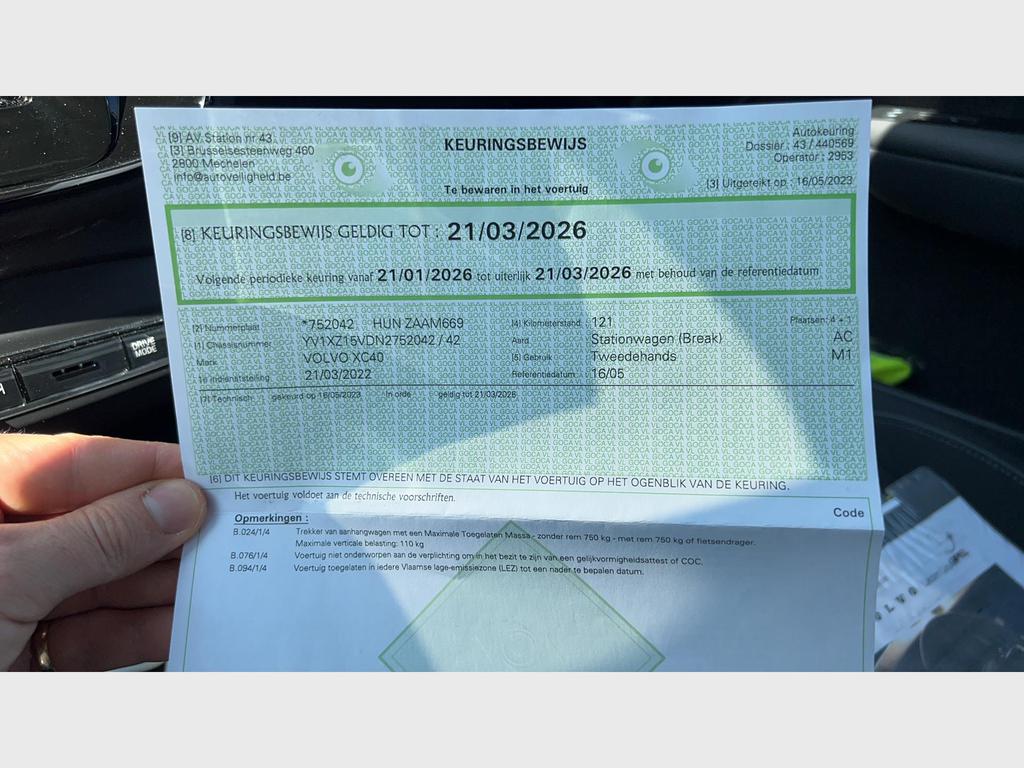 [9] AV Station nr 43
[3] Brusselsesteenweg 460
2800 Mechelen
info@autoveiligheid.be
KEURINGSBEWIJS
Te bewaren in het voertuig
Autokeuring
Dossier : 43 / 440569
Operator : 2953
[3] Uitgereikt op : 16/05/2023
[8] KEURINGSBEWIJS GELDIG TOT : 21/03/2026
Volgende periodieke keuring vanaf 21/01/2026 tot uiterlijk 21/03/2026 met behoud van de referentiedatum
[2] Nummerplaat *752042 HUN ZAAM669 [4] Kilometerstand : 121 Plaatsen: 4 + 1
[1] Chassisnummer YV1XZ15VDN2752042 / 42 Aard : Stationwagen (Break) AC
Merk VOLVO XC40 [5] Gebruik : Tweedehands M1
1e indienststelling 21/03/2022 Referentiedatum : 16/05
[7] Technisch gekeurd op 16/05/2023 In orde geldig tot 21/03/2026
[6] DIT KEURINGSBEWIJS STEMT OVEREEN MET DE STAAT VAN HET VOERTUIG OP HET OGENBLIK VAN DE KEURING.
Het voertuig voldoet aan de technische voorschriften.
Code
Opmerkingen :
B.024/1/4 Trekker van aanhangwagen met een Maximale Toegelaten Massa - zonder rem 750 kg - met rem 750 kg of fietsendrager.
Maximale verticale belasting: 110 kg
B.076/1/4 Voertuig niet onderworpen aan de verplichting om in het bezit te zijn van een gelijkvormigheidsattest of COC.
B.094/1/4 Voertuig toegelaten in iedere Vlaamse lage-emissiezone (LEZ) tot een nader te bepalen datum.
DRIVE
MODE
VOLVO